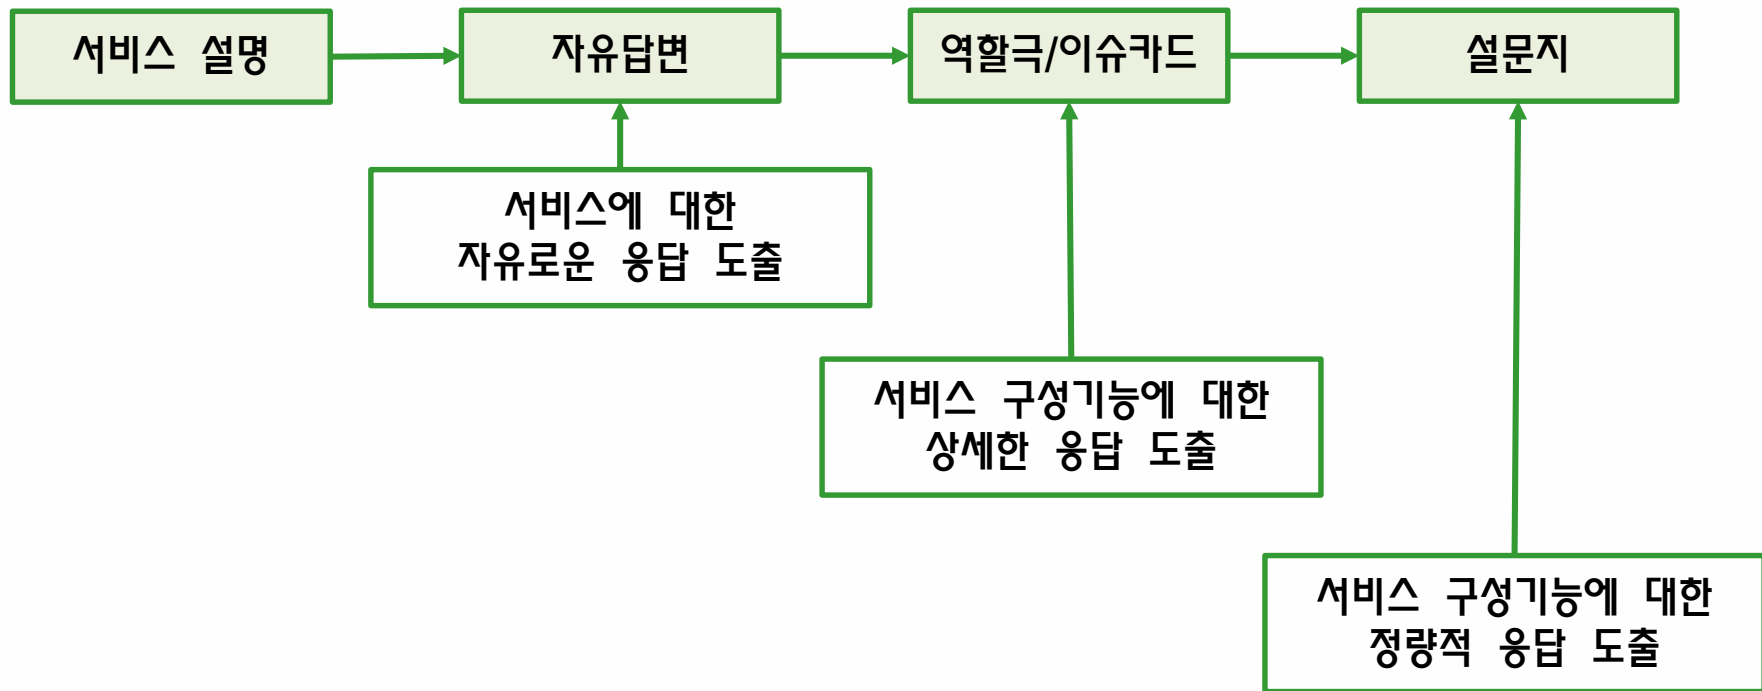 서비스 설명
자유답변
역할극/이슈카드
설문지
서비스에 대한
자유로운 응답 도출
서비스 구성기능에 대한
상세한 응답 도출
서비스 구성기능에 대한
정량적 응답 도출